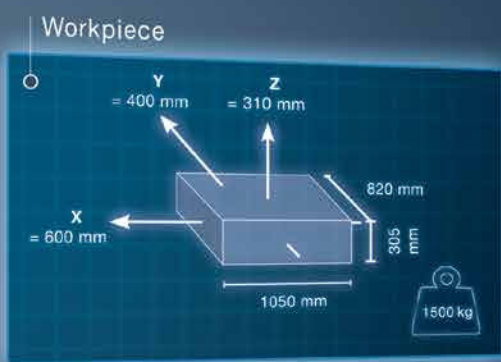 Workpiece
Y
= 400 mm
Z
= 310 mm
X
= 600 mm
820 mm
305
mm
1050 mm
1500 kg